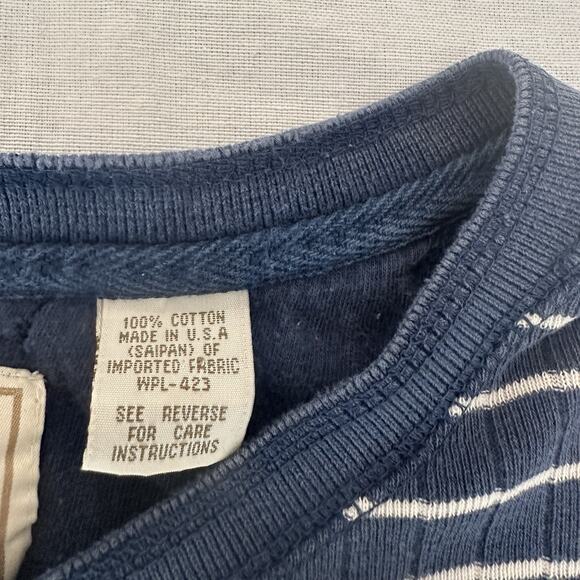 100% COTTON
MADE IN U.S.A
(SAIPAN) OF
IMPORTED FABRIC
WPL-423
SEE REVERSE
FOR CARE
INSTRUCTIONS